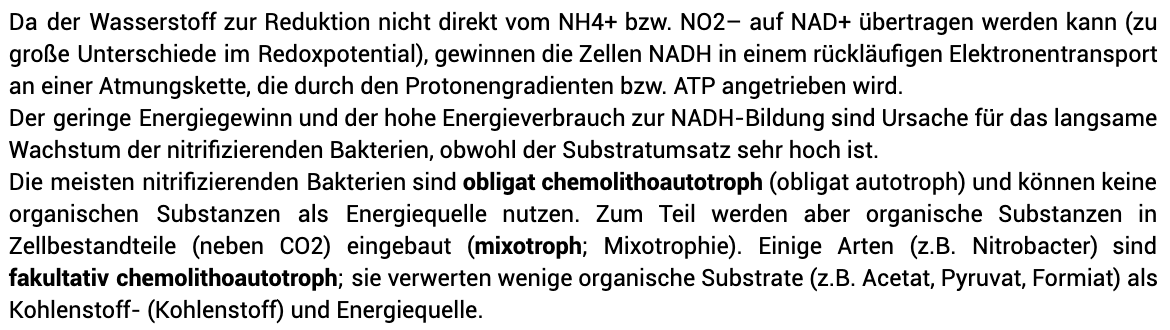 Da der Wasserstoff zur Reduktion nicht direkt vom NH4+ bzw. NO2− auf NAD+ übertragen werden kann (zu
große Unterschiede im Redoxpotential), gewinnen die Zellen NADH in einem rückläufigen Elektronentransport
an einer Atmungskette, die durch den Protonengradienten bzw. ATP angetrieben wird.
Der geringe Energiegewinn und der hohe Energieverbrauch zur NADH-Bildung sind Ursache für das langsame
Wachstum der nitrifizierenden Bakterien, obwohl der Substratumsatz sehr hoch ist.
Die meisten nitrifizierenden Bakterien sind obligat chemolithoautotroph (obligat autotroph) und können keine
organischen Substanzen als Energiequelle nutzen. Zum Teil werden aber organische Substanzen in
Zellbestandteile (neben CO2) eingebaut (mixotroph; Mixotrophie). Einige Arten (z.B. Nitrobacter) sind
fakultativ chemolithoautotroph; sie verwerten wenige organische Substrate (z.B. Acetat, Pyruvat, Formiat) als
Kohlenstoff- (Kohlenstoff) und Energiequelle.